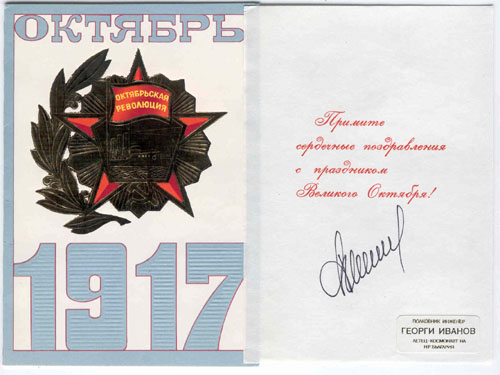 ОКТЯБРЬ
ОКТЯБРЬСКАЯ
РЕВОЛЮЦИЯ
1917
Примите
сердечные поздравления
с праздником
Великого Октября!
ПОЛКОВНИК ИНЖЕНЕР
ГЕОРГИ ИВАНОВ
ЛЕТЕЦ-КОСМОНАВТ НА
НР БЪЛГАРИЯ